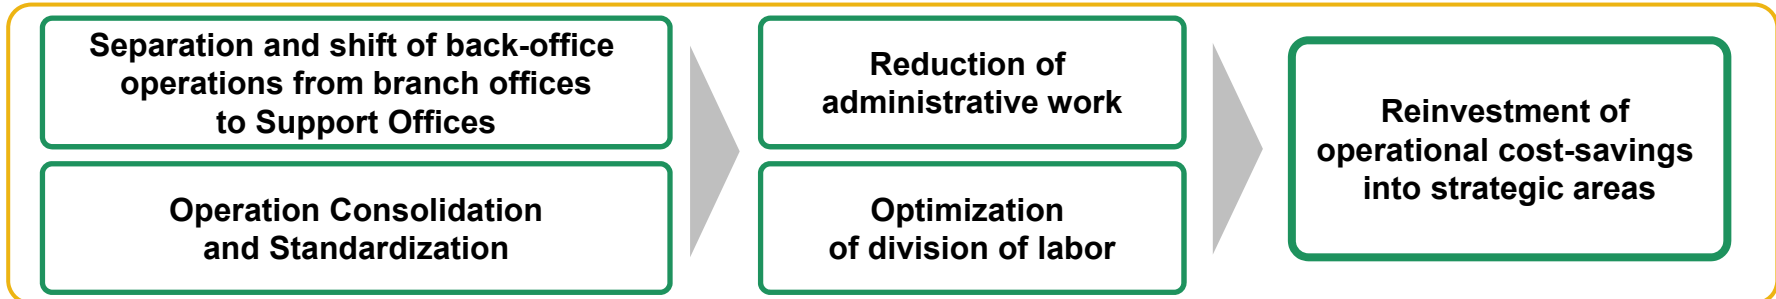 Separation and shift of back-office
operations from branch offices
to Support Offices
Operation Consolidation
and Standardization
Reduction of
administrative work
Optimization
of division of labor
Reinvestment of
operational cost-savings
into strategic areas